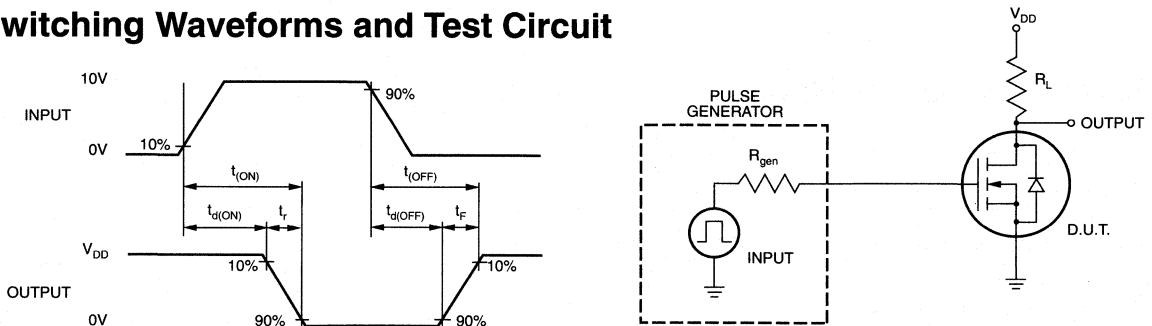 witching Waveforms and Test Circuit
10V
INPUT
0V
10%
90%
t(ON)
t(OFF)
td(ON)
tr
td(OFF)
tF
VDD
OUTPUT
0V
10%
90%
10%
90%
PULSE
GENERATOR
Rgen
INPUT
VDD
RL
OUTPUT
D.U.T.